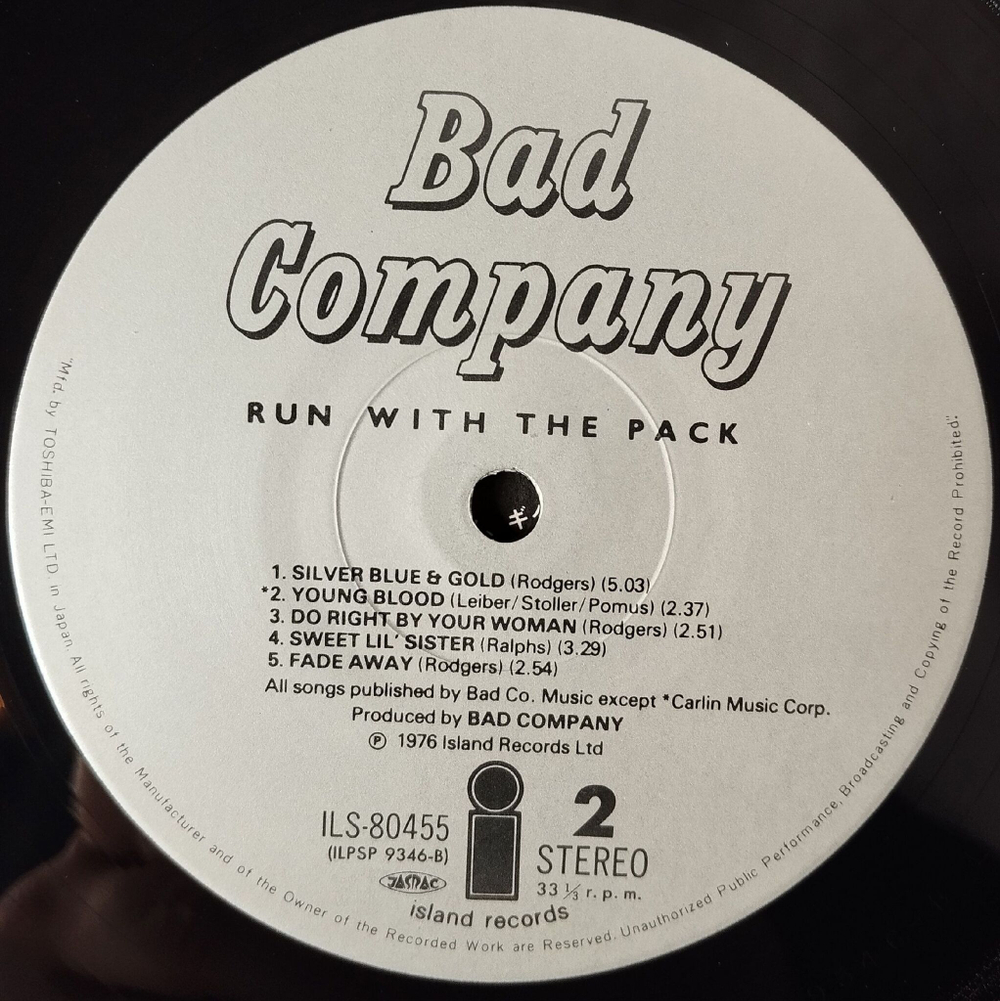 Bad
Company
RUN WITH THE PACK
ギ
1. SILVER BLUE & GOLD (Rodgers) (5.03)
*2. YOUNG BLOOD (Leiber/Stoller/Pomus) (2.37)
3. DO RIGHT BY YOUR WOMAN (Rodgers) (2.51)
4. SWEET LIL' SISTER (Ralphs) (3.29)
5. FADE AWAY (Rodgers) (2.54)
All songs published by Bad Co. Music except *Carlin Music Corp.
Produced by BAD COMPANY
℗ 1976 Island Records Ltd
ILS-80455
(ILPSP 9346-B)
JASRAC
island records
2
STEREO
33 ⅓ r. p. m.
"Mfd. by TOSHIBA-EMI LTD. in Japan. All rights of the Manufacturer and of the Owner of the Recorded Work are Reserved. Unauthorized Public Performance, Broadcasting and Copying of the Record Prohibited."